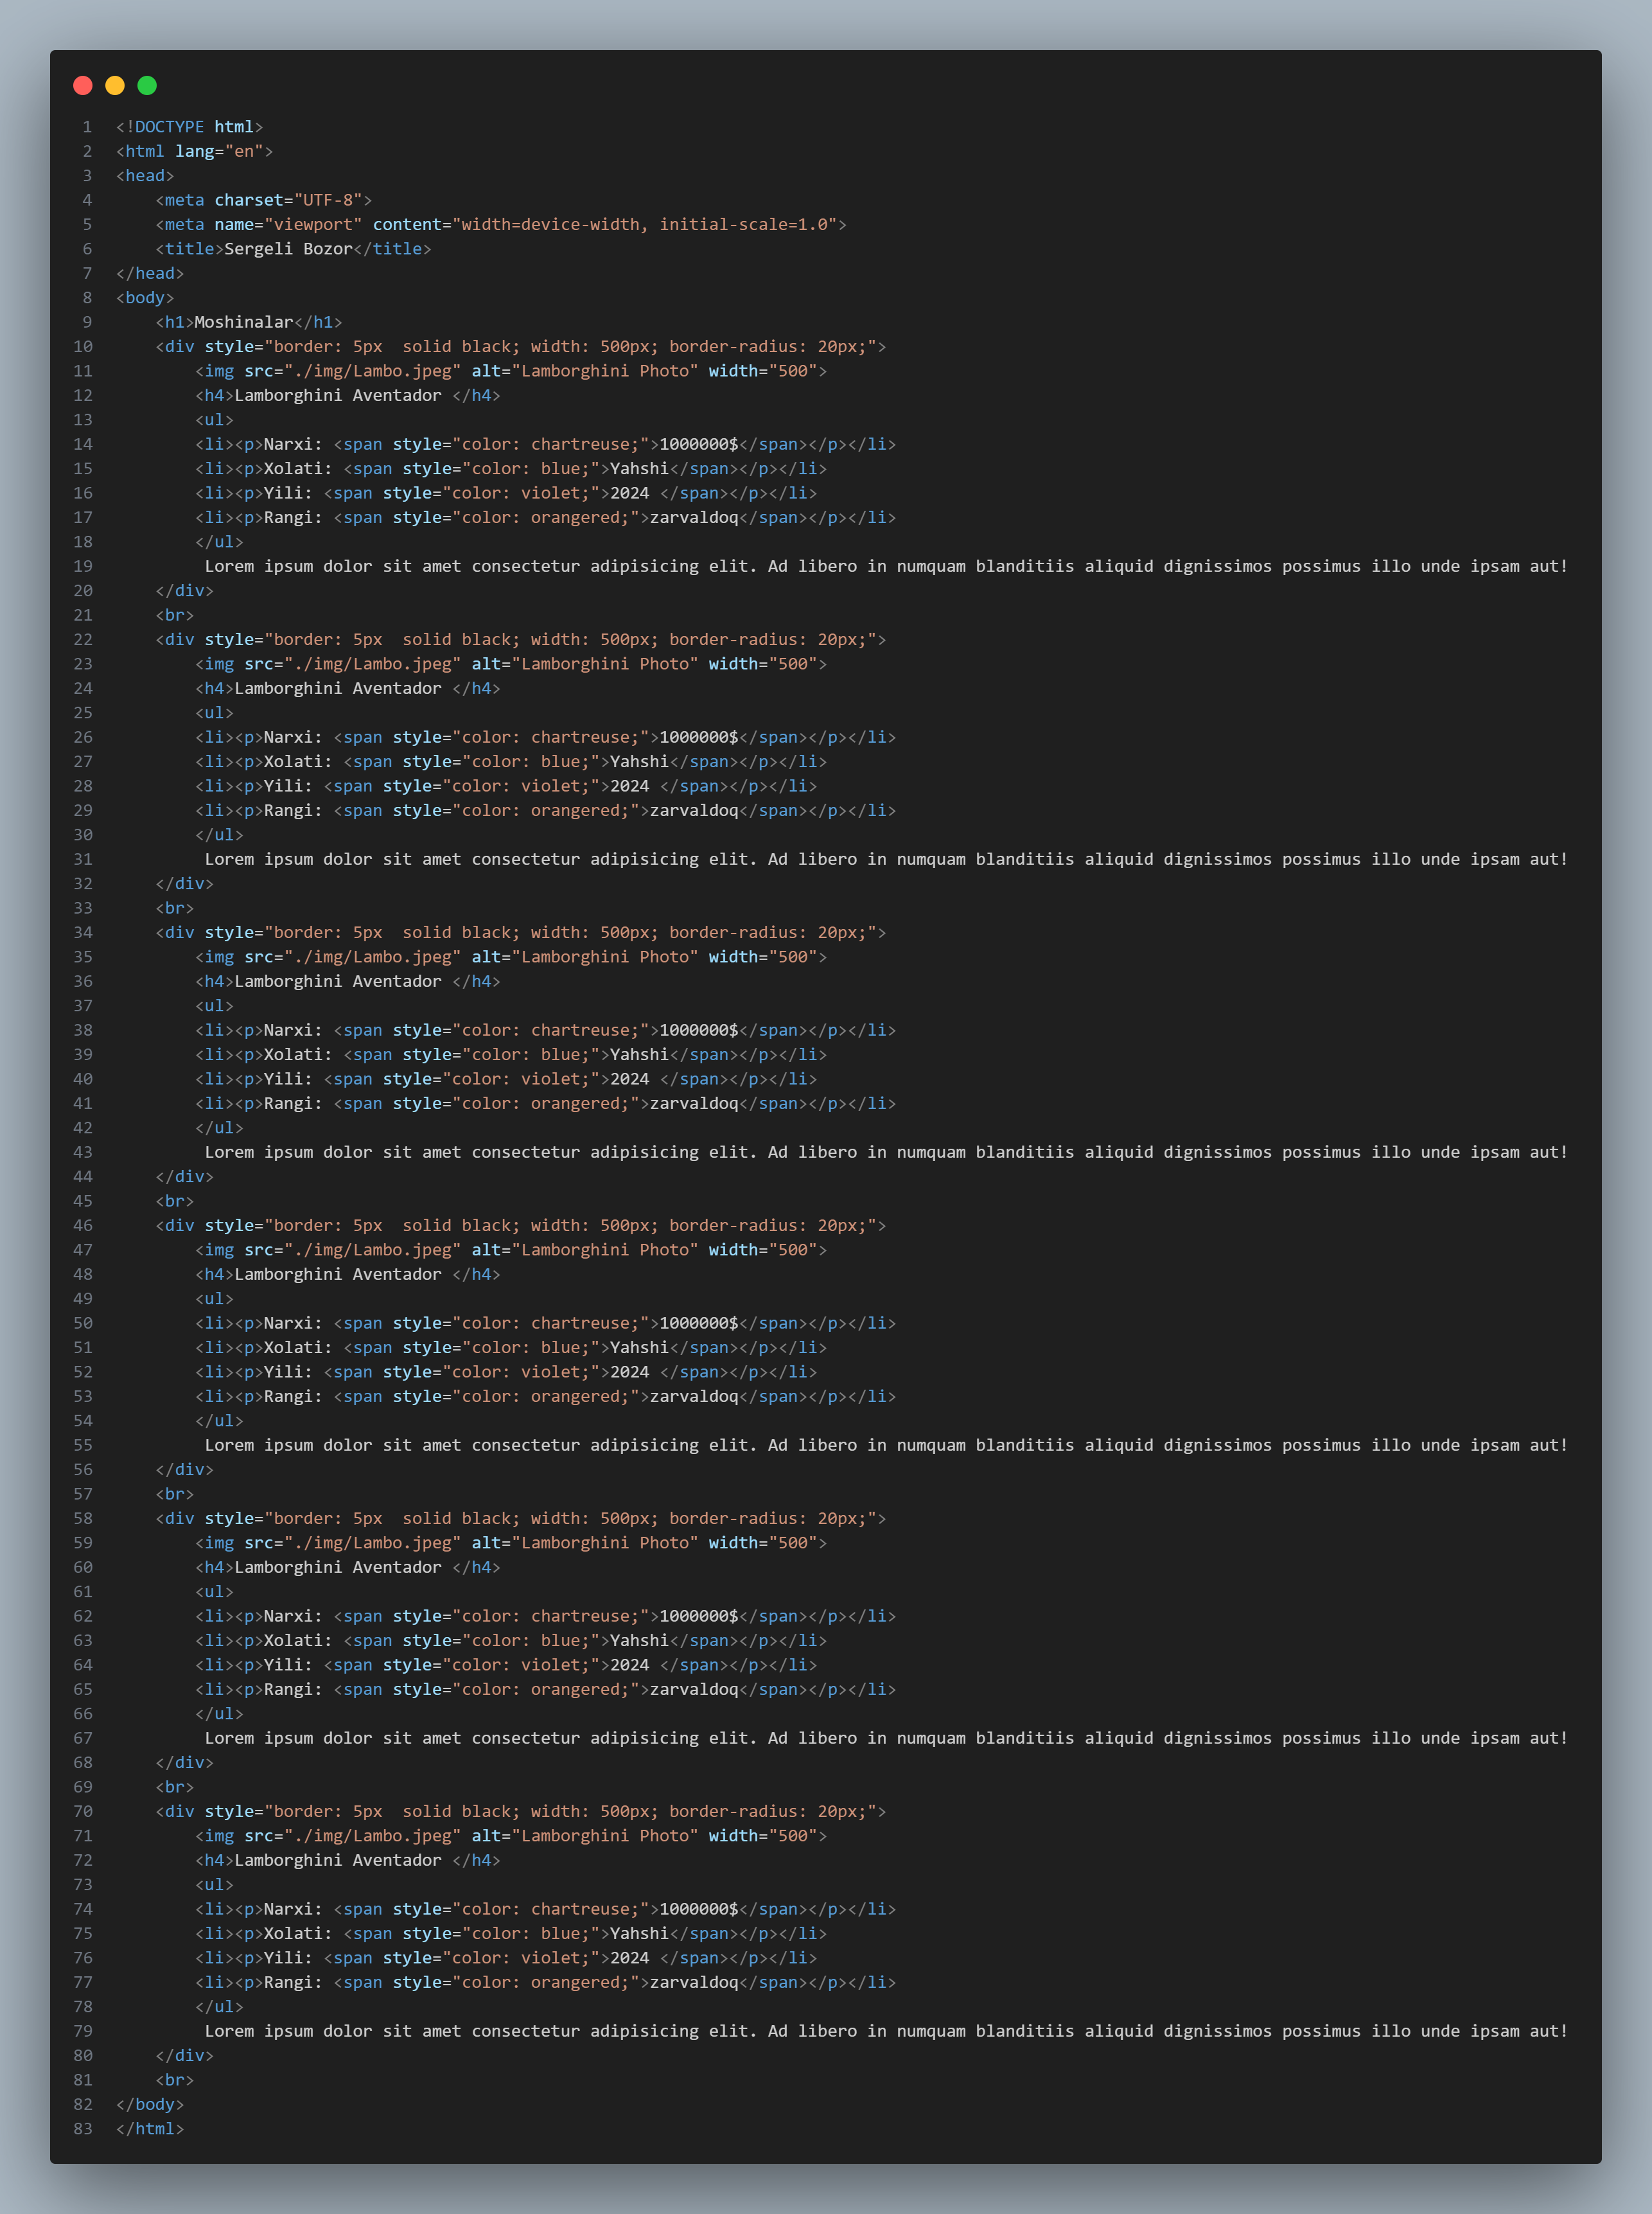 1 <!DOCTYPE html>
2 <html lang="en">
3 <head>
4     <meta charset="UTF-8">
5     <meta name="viewport" content="width=device-width, initial-scale=1.0">
6     <title>Sergeli Bozor</title>
7 </head>
8 <body>
9     <h1>Moshinalar</h1>
10     <div style="border: 5px  solid black; width: 500px; border-radius: 20px;">
11         <img src="./img/Lambo.jpeg" alt="Lamborghini Photo" width="500">
12         <h4>Lamborghini Aventador </h4>
13         <ul>
14         <li><p>Narxi: <span style="color: chartreuse;">1000000$</span></p></li>
15         <li><p>Xolati: <span style="color: blue;">Yahshi</span></p></li>
16         <li><p>Yili: <span style="color: violet;">2024 </span></p></li>
17         <li><p>Rangi: <span style="color: orangered;">zarvaldoq</span></p></li>
18         </ul>
19          Lorem ipsum dolor sit amet consectetur adipisicing elit. Ad libero in numquam blanditiis aliquid dignissimos possimus illo unde ipsam aut!
20     </div>
21     <br>
22     <div style="border: 5px  solid black; width: 500px; border-radius: 20px;">
23         <img src="./img/Lambo.jpeg" alt="Lamborghini Photo" width="500">
24         <h4>Lamborghini Aventador </h4>
25         <ul>
26         <li><p>Narxi: <span style="color: chartreuse;">1000000$</span></p></li>
27         <li><p>Xolati: <span style="color: blue;">Yahshi</span></p></li>
28         <li><p>Yili: <span style="color: violet;">2024 </span></p></li>
29         <li><p>Rangi: <span style="color: orangered;">zarvaldoq</span></p></li>
30         </ul>
31          Lorem ipsum dolor sit amet consectetur adipisicing elit. Ad libero in numquam blanditiis aliquid dignissimos possimus illo unde ipsam aut!
32     </div>
33     <br>
34     <div style="border: 5px  solid black; width: 500px; border-radius: 20px;">
35         <img src="./img/Lambo.jpeg" alt="Lamborghini Photo" width="500">
36         <h4>Lamborghini Aventador </h4>
37         <ul>
38         <li><p>Narxi: <span style="color: chartreuse;">1000000$</span></p></li>
39         <li><p>Xolati: <span style="color: blue;">Yahshi</span></p></li>
40         <li><p>Yili: <span style="color: violet;">2024 </span></p></li>
41         <li><p>Rangi: <span style="color: orangered;">zarvaldoq</span></p></li>
42         </ul>
43          Lorem ipsum dolor sit amet consectetur adipisicing elit. Ad libero in numquam blanditiis aliquid dignissimos possimus illo unde ipsam aut!
44     </div>
45     <br>
46     <div style="border: 5px  solid black; width: 500px; border-radius: 20px;">
47         <img src="./img/Lambo.jpeg" alt="Lamborghini Photo" width="500">
48         <h4>Lamborghini Aventador </h4>
49         <ul>
50         <li><p>Narxi: <span style="color: chartreuse;">1000000$</span></p></li>
51         <li><p>Xolati: <span style="color: blue;">Yahshi</span></p></li>
52         <li><p>Yili: <span style="color: violet;">2024 </span></p></li>
53         <li><p>Rangi: <span style="color: orangered;">zarvaldoq</span></p></li>
54         </ul>
55          Lorem ipsum dolor sit amet consectetur adipisicing elit. Ad libero in numquam blanditiis aliquid dignissimos possimus illo unde ipsam aut!
56     </div>
57     <br>
58     <div style="border: 5px  solid black; width: 500px; border-radius: 20px;">
59         <img src="./img/Lambo.jpeg" alt="Lamborghini Photo" width="500">
60         <h4>Lamborghini Aventador </h4>
61         <ul>
62         <li><p>Narxi: <span style="color: chartreuse;">1000000$</span></p></li>
63         <li><p>Xolati: <span style="color: blue;">Yahshi</span></p></li>
64         <li><p>Yili: <span style="color: violet;">2024 </span></p></li>
65         <li><p>Rangi: <span style="color: orangered;">zarvaldoq</span></p></li>
66         </ul>
67          Lorem ipsum dolor sit amet consectetur adipisicing elit. Ad libero in numquam blanditiis aliquid dignissimos possimus illo unde ipsam aut!
68     </div>
69     <br>
70     <div style="border: 5px  solid black; width: 500px; border-radius: 20px;">
71         <img src="./img/Lambo.jpeg" alt="Lamborghini Photo" width="500">
72         <h4>Lamborghini Aventador </h4>
73         <ul>
74         <li><p>Narxi: <span style="color: chartreuse;">1000000$</span></p></li>
75         <li><p>Xolati: <span style="color: blue;">Yahshi</span></p></li>
76         <li><p>Yili: <span style="color: violet;">2024 </span></p></li>
77         <li><p>Rangi: <span style="color: orangered;">zarvaldoq</span></p></li>
78         </ul>
79          Lorem ipsum dolor sit amet consectetur adipisicing elit. Ad libero in numquam blanditiis aliquid dignissimos possimus illo unde ipsam aut!
80     </div>
81     <br>
82 </body>
83 </html>